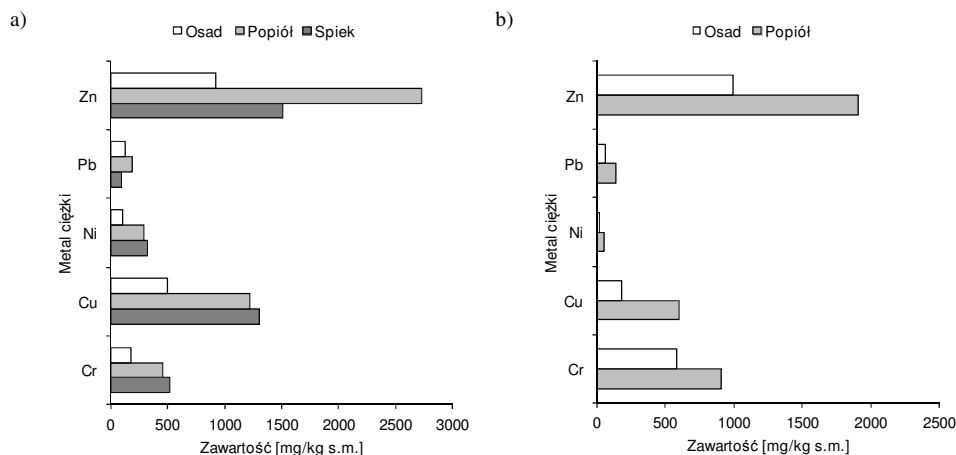 a)
Osad Popiół Spiek
Zn
Pb
Ni
Cu
Cr
Metal ciężki
0 500 1000 1500 2000 2500 3000
Zawartość [mg/kg s.m.]
b)
Osad Popiół
Zn
Pb
Ni
Cu
Cr
Metal ciężki
0 500 1000 1500 2000 2500
Zawartość [mg/kg s.m.]